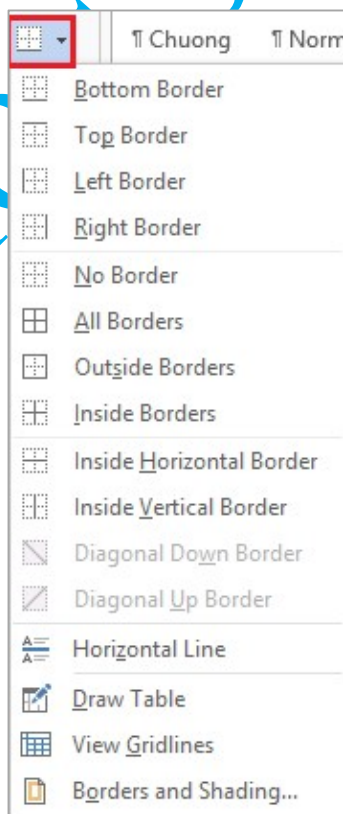 ¶ Chuong ¶ Norm
Bottom Border
Top Border
Left Border
Right Border
No Border
All Borders
Outside Borders
Inside Borders
Inside Horizontal Border
Inside Vertical Border
Diagonal Down Border
Diagonal Up Border
Horizontal Line
Draw Table
View Gridlines
Borders and Shading...